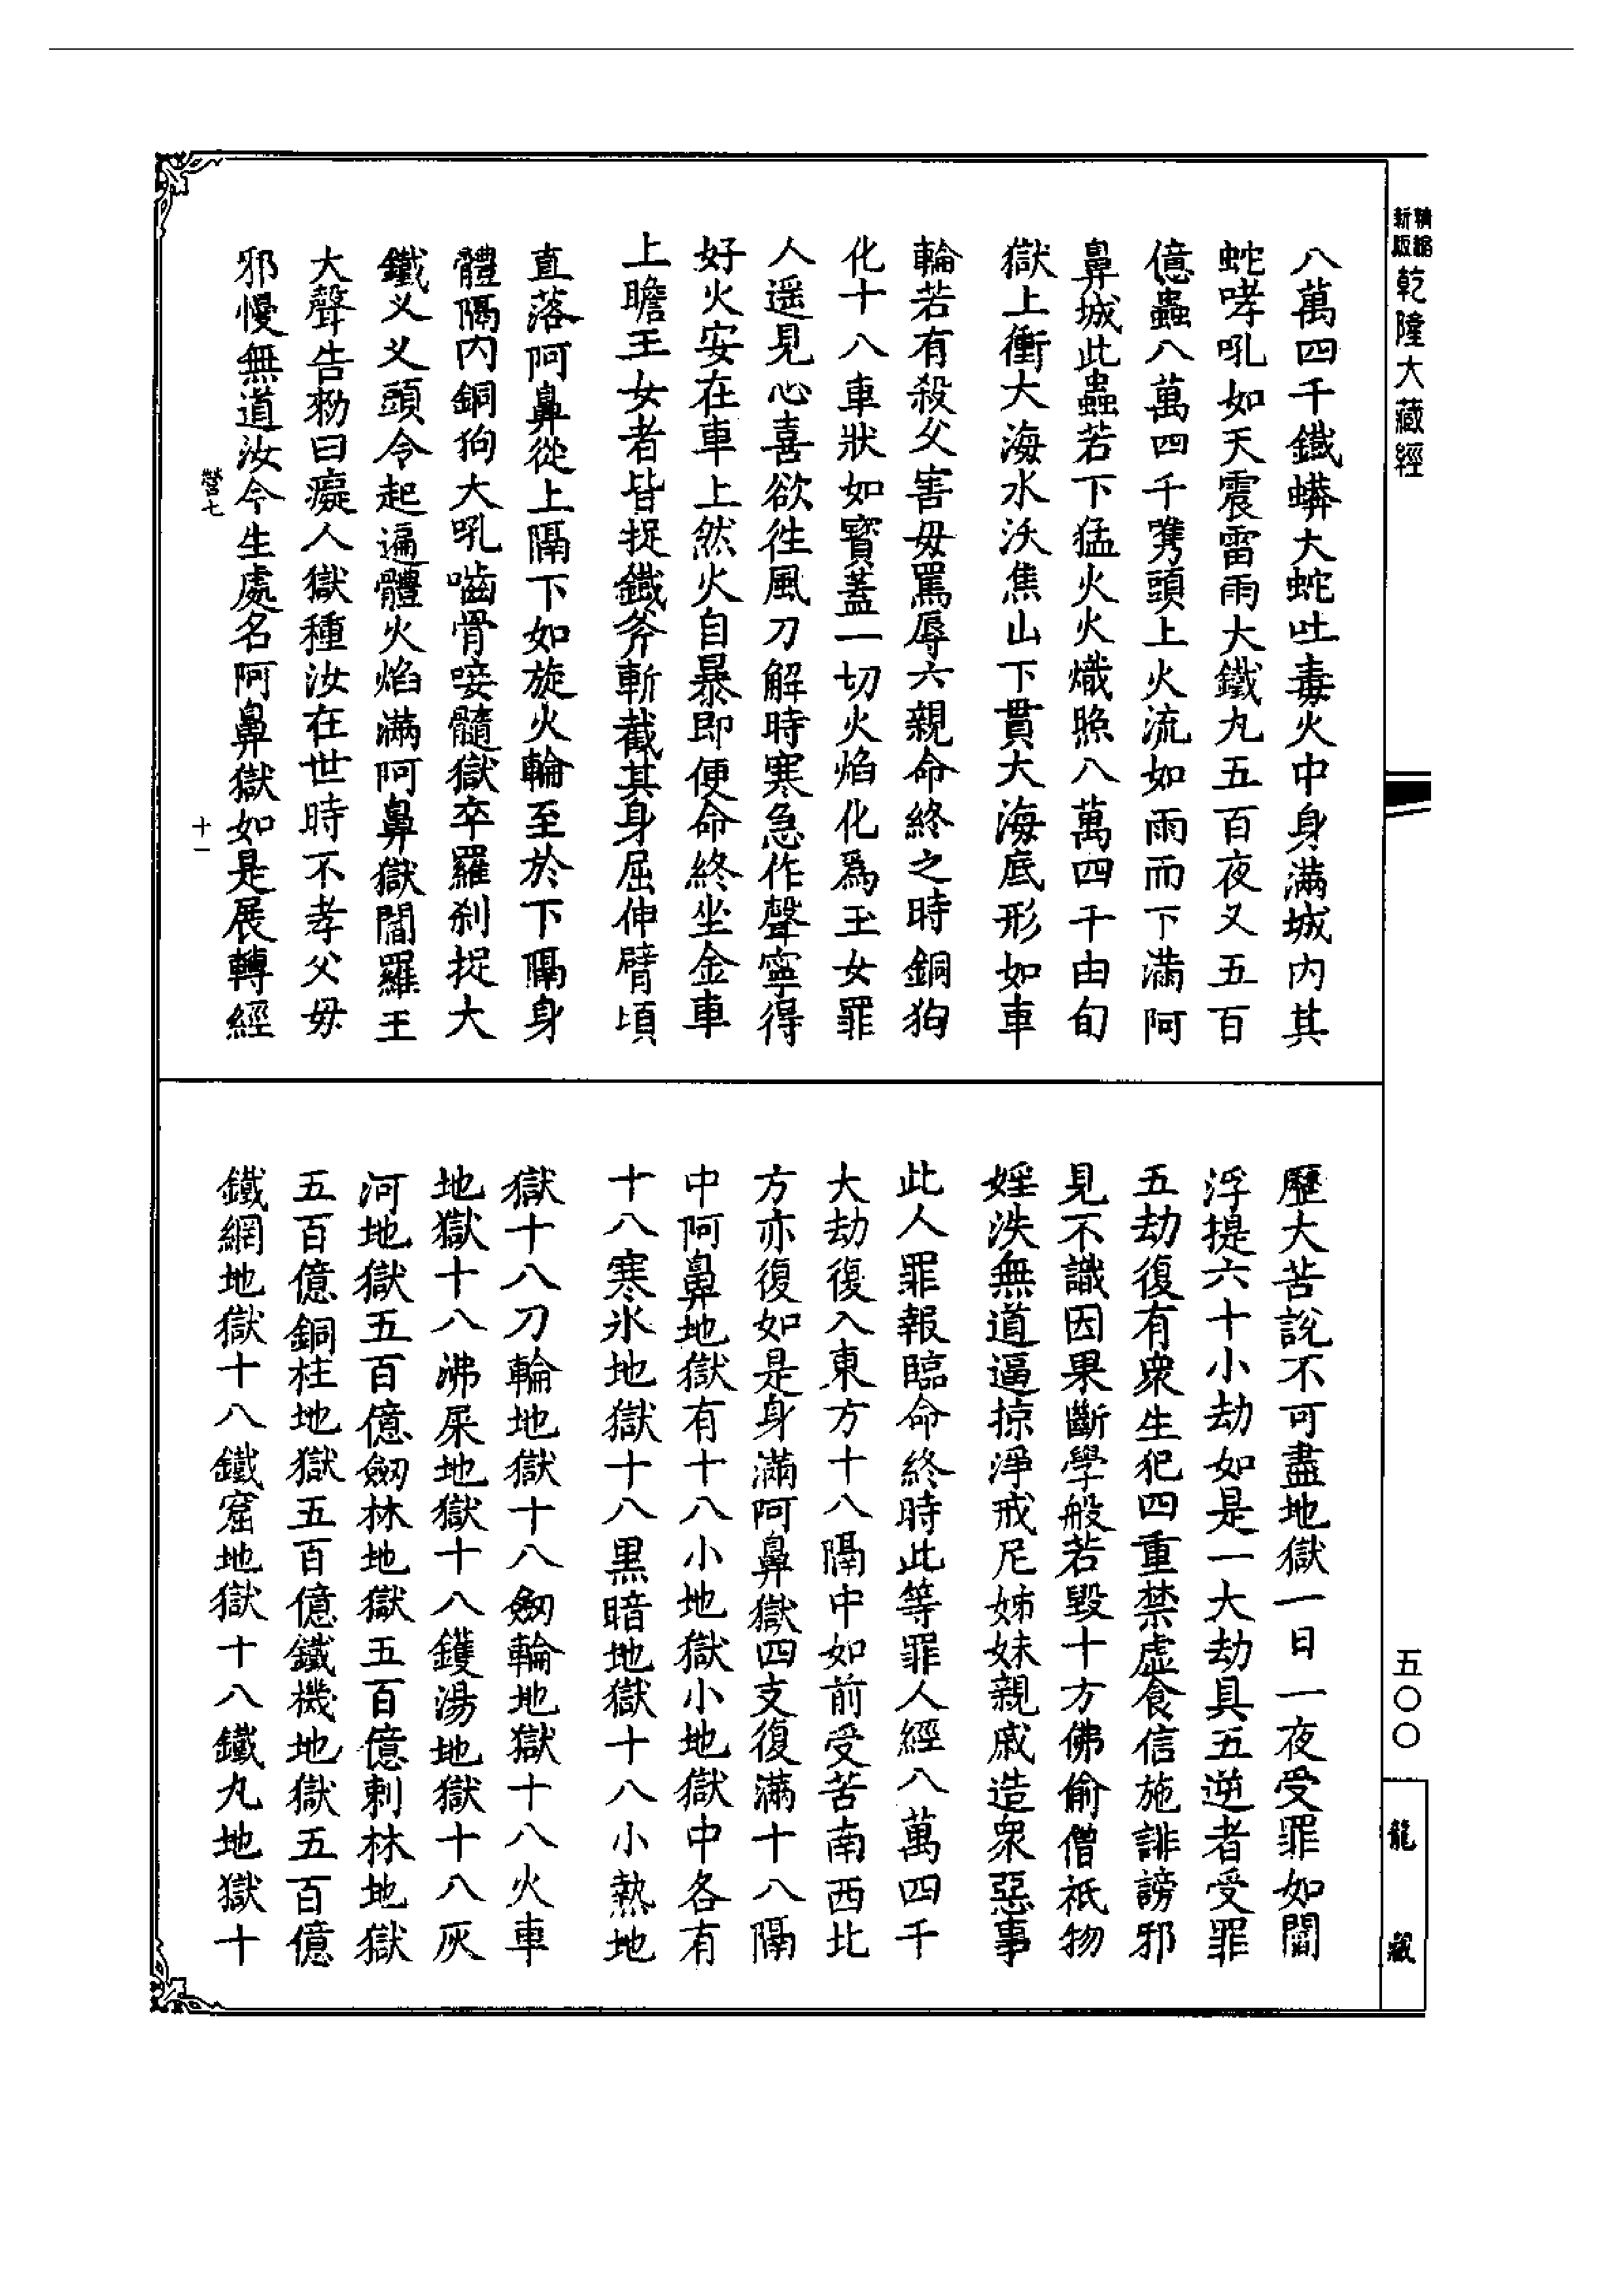 精縮
新版
乾隆大藏經
八萬四千鐵蟒大蛇吐毒火中身滿城內其
蛇哮吼如天震雷雨大鐵丸五百夜叉五百
億蟲八萬四千㭰頭上火流如雨而下滿阿
鼻城此蟲若下猛火火熾照八萬四千由旬
獄上衝大海水沃焦山下貫大海底形如車
輪若有殺父害毋罵辱六親命終之時銅狗
化十八車狀如寶蓋一切火焰化爲玉女罪
人遥見心喜欲徃風刀解時寒急作聲寧得
好火安在車上然火自暴即便命終坐金車
上瞻王女者皆捉鐵斧斬截其身屈伸臂頃
直落阿鼻從上隔下如旋火輪至於下隔身
體隔内銅狗大吼嚙骨唼髓獄卒羅刹捉大
鐵叉叉頭令起遍體火焰滿阿鼻獄閻羅王
大聲告勑曰癡人獄種汝在世時不孝父毋
邪慢無道汝今生處名阿鼻獄如是展轉經
營七
十一
歷大苦說不可盡地獄一日一夜受罪如閻
浮提六十小劫如是一大劫具五逆者受罪
五劫復有衆生犯四重禁虛食信施誹謗邪
見不識因果斷學般若毀十方佛偷僧祇物
婬泆無道逼掠淨戒尼姊妹親戚造衆惡事
此人罪報臨命終時此等罪人經八萬四千
大劫復入東方十八隔中如前受苦南西北
方亦復如是身滿阿鼻獄四支復滿十八隔
中阿鼻地獄有十八小地獄小地獄中各有
十八寒氷地獄十八黒暗地獄十八小熱地
獄十八刀輪地獄十八劒輪地獄十八火車
地獄十八沸屎地獄十八鑊湯地獄十八灰
河地獄五百億劒林地獄五百億刺林地獄
五百億銅柱地獄五百億鐵機地獄五百億
鐵網地獄十八鐵窟地獄十八鐵丸地獄十
五〇〇
龍藏